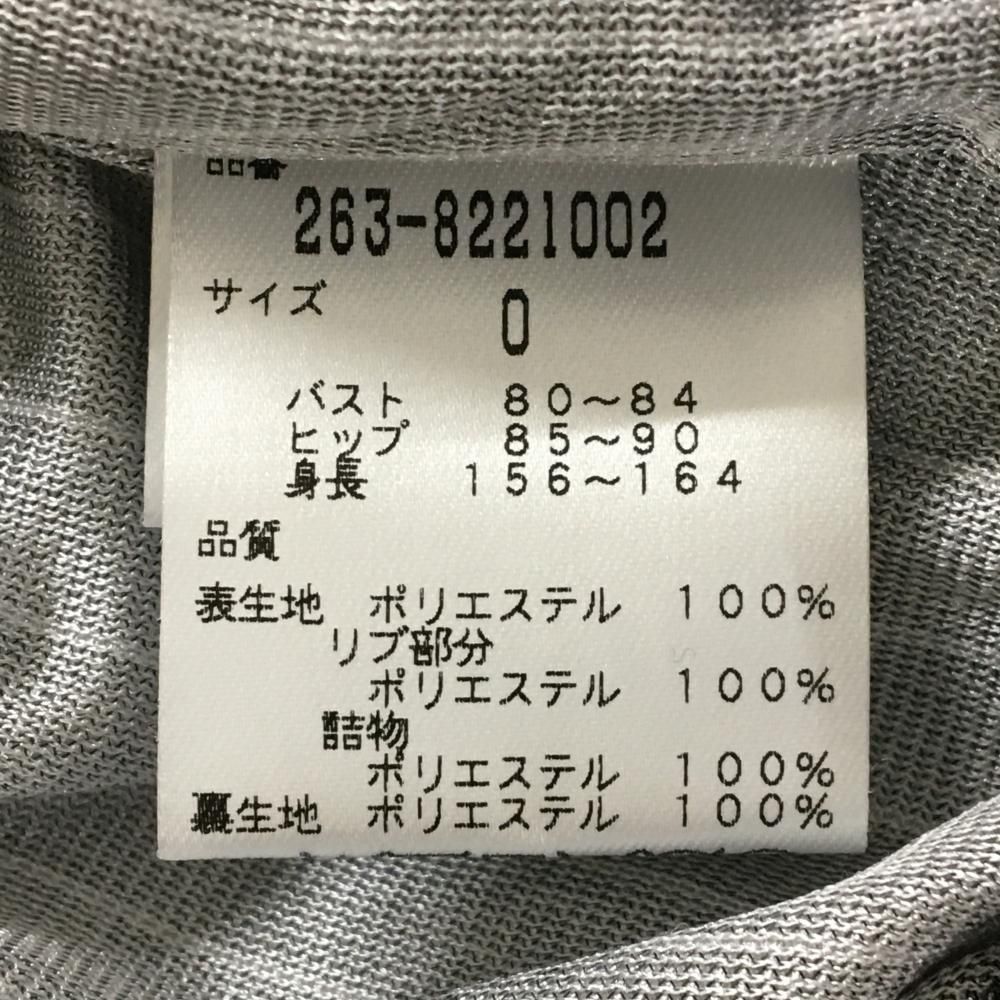 品番
263-8221002
サイズ 0
バスト 80~84
ヒップ 85~90
身長 156~164
品質
表生地 ポリエステル 100%
リブ部分
ポリエステル 100%
詰物
ポリエステル 100%
裏生地 ポリエステル 100%